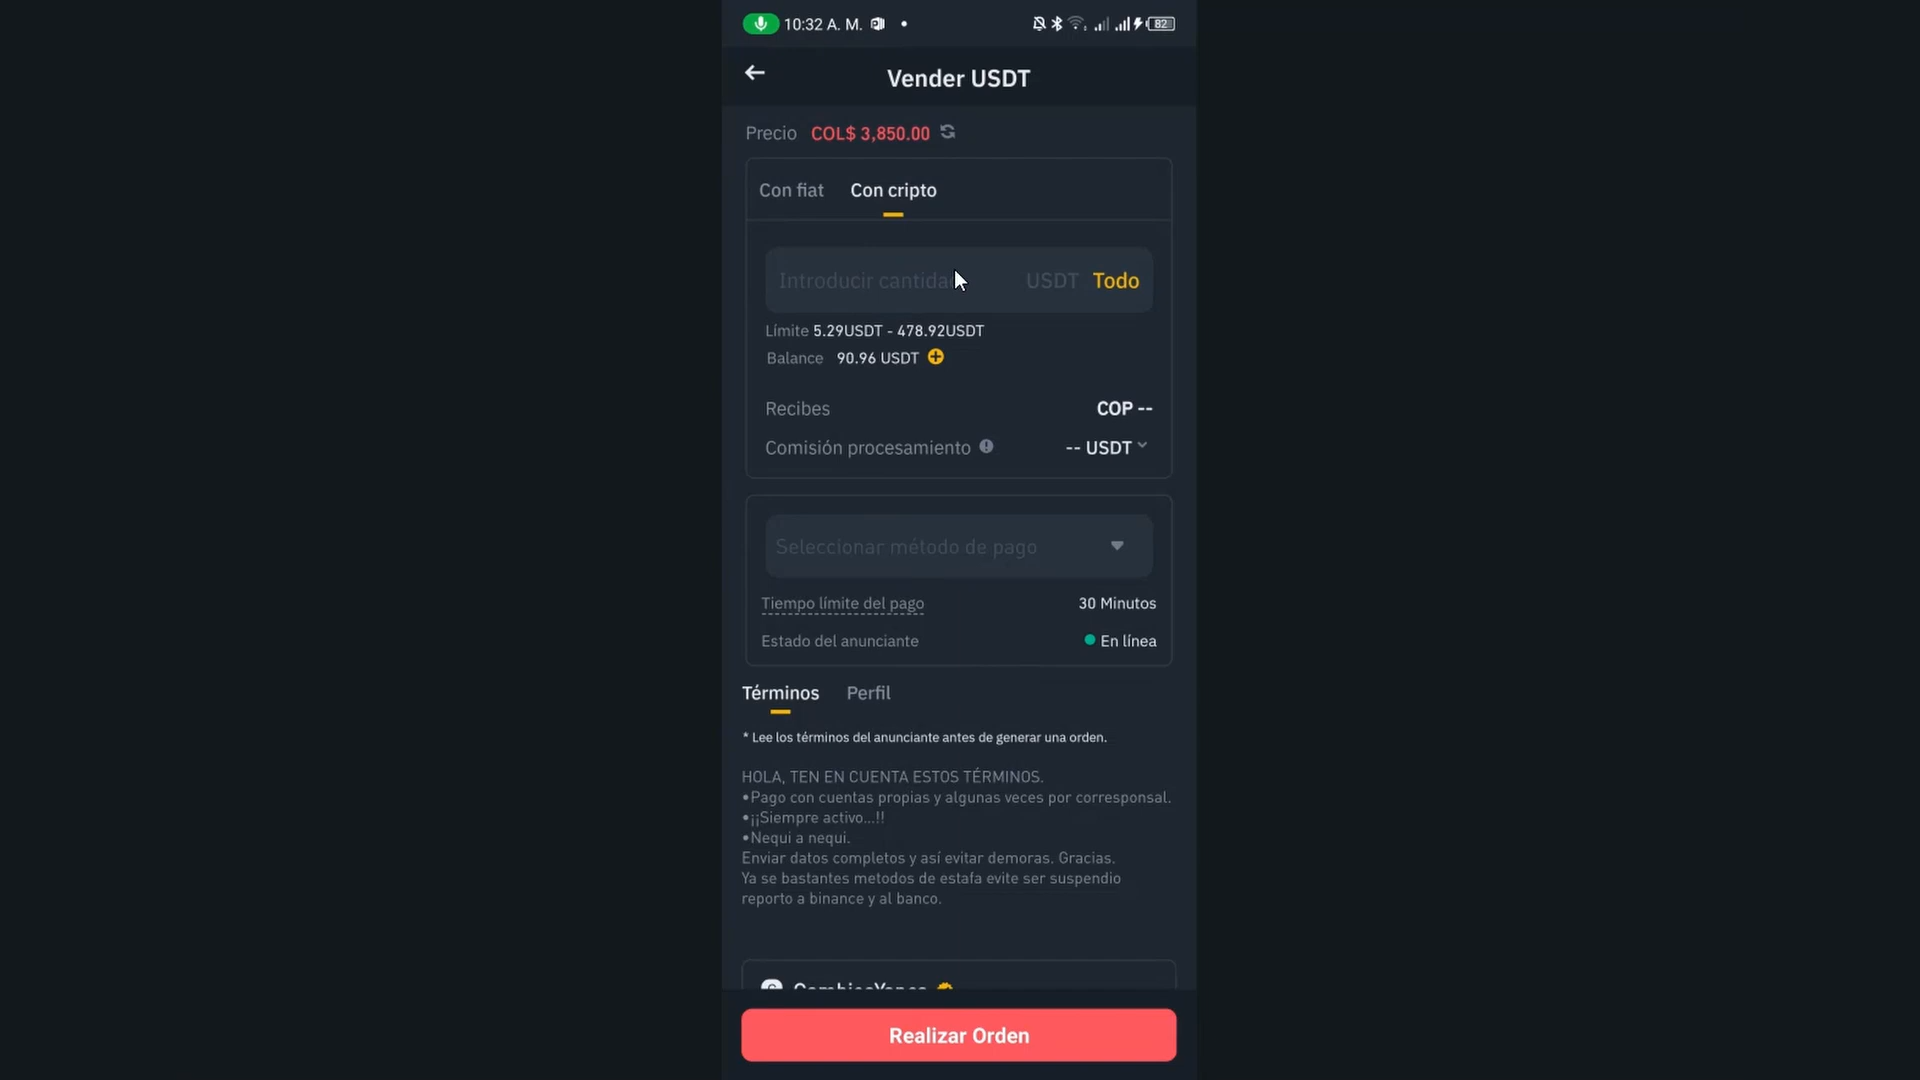 10:32 A. M.
82
Vender USDT
Precio COL$ 3,850.00
Con fiat Con cripto
Introducir USDT Todo
Límite 5.29USDT - 478.92USDT
Balance 90.96 USDT
Recibes COP --
Comisión procesamiento -- USDT
Seleccionar método de pago
Tiempo límite del pago 30 Minutos
Estado del anunciante En línea
Términos Perfil
* Lee los términos del anunciante antes de generar una orden.
HOLA, TEN EN CUENTA ESTOS TÉRMINOS.
•Pago con cuentas propias y algunas veces por corresponsal.
•¡¡Siempre activo...!!
•Nequi a nequi.
Enviar datos completos y así evitar demoras. Gracias.
Ya se bastantes metodos de estafa evite ser suspendio
reporto a binance y al banco.
Realizar Orden